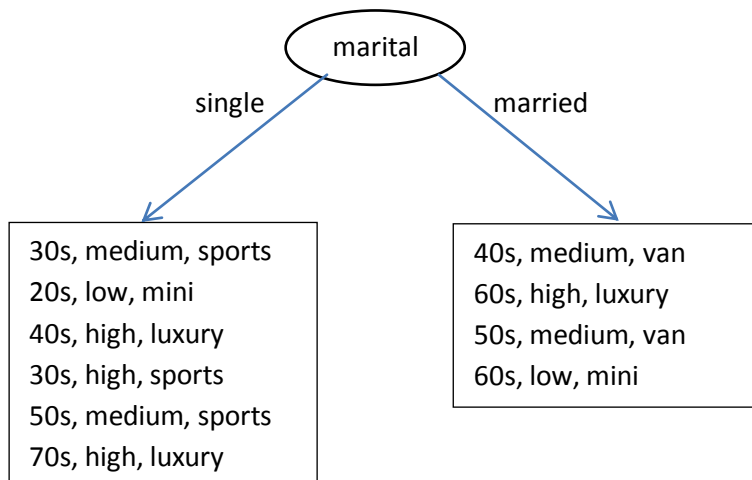 marital
single
married
30s, medium, sports
20s, low, mini
40s, high, luxury
30s, high, sports
50s, medium, sports
70s, high, luxury
40s, medium, van
60s, high, luxury
50s, medium, van
60s, low, mini